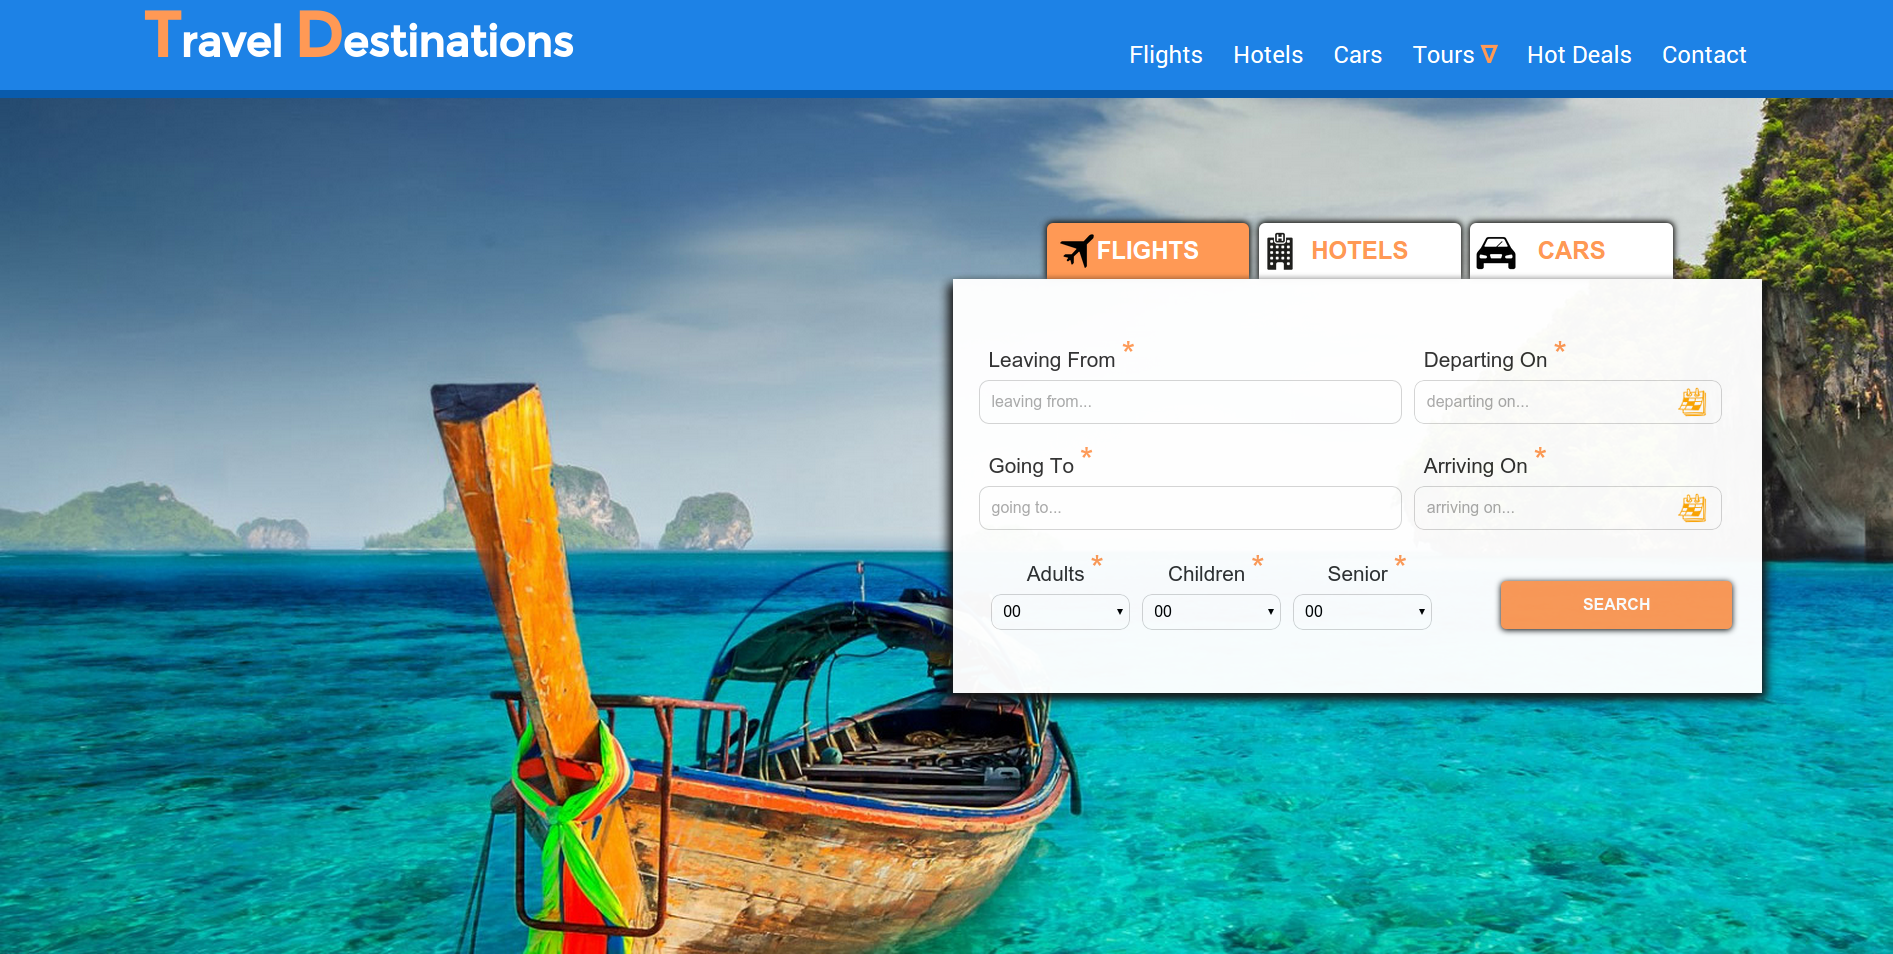 Travel Destinations
Flights Hotels Cars Tours ∇ Hot Deals Contact
FLIGHTS HOTELS CARS
Leaving From * Departing On *
leaving from... departing on...
Going To * Arriving On *
going to... arriving on...
Adults * Children * Senior *
00 00 00 SEARCH